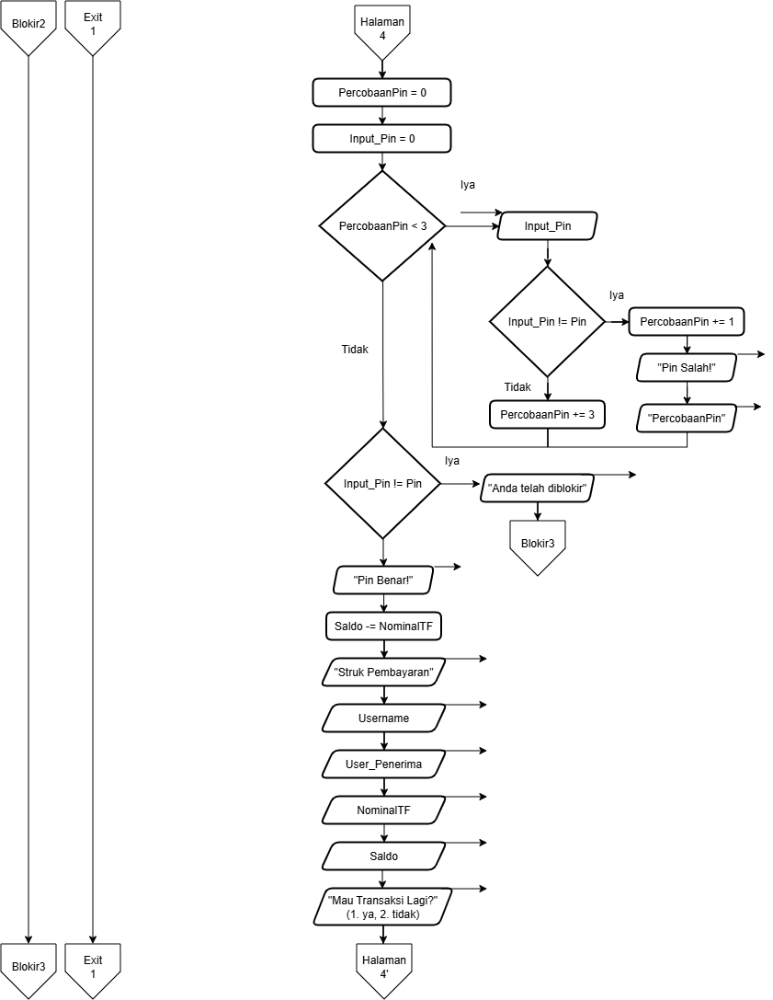 Blokir2
Exit
1
Halaman
4
PercobaanPin = 0
Input_Pin = 0
Iya
PercobaanPin < 3
Input_Pin
Iya
Input_Pin != Pin
PercobaanPin += 1
Tidak
"Pin Salah!"
Tidak
PercobaanPin += 3
"PercobaanPin"
Iya
Input_Pin != Pin
"Anda telah diblokir"
Blokir3
"Pin Benar!"
Saldo -= NominalTF
"Struk Pembayaran"
Username
User_Penerima
NominalTF
Saldo
"Mau Transaksi Lagi?"
(1. ya, 2. tidak)
Blokir3
Exit
1
Halaman
4'